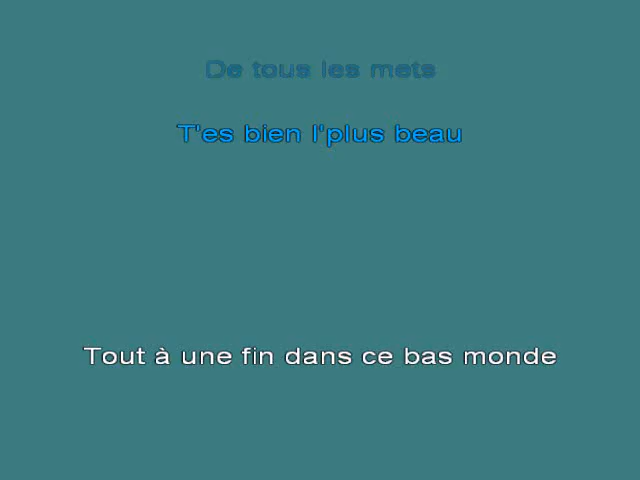 De tous les mets
T'es bien l'plus beau
Tout à une fin dans ce bas monde